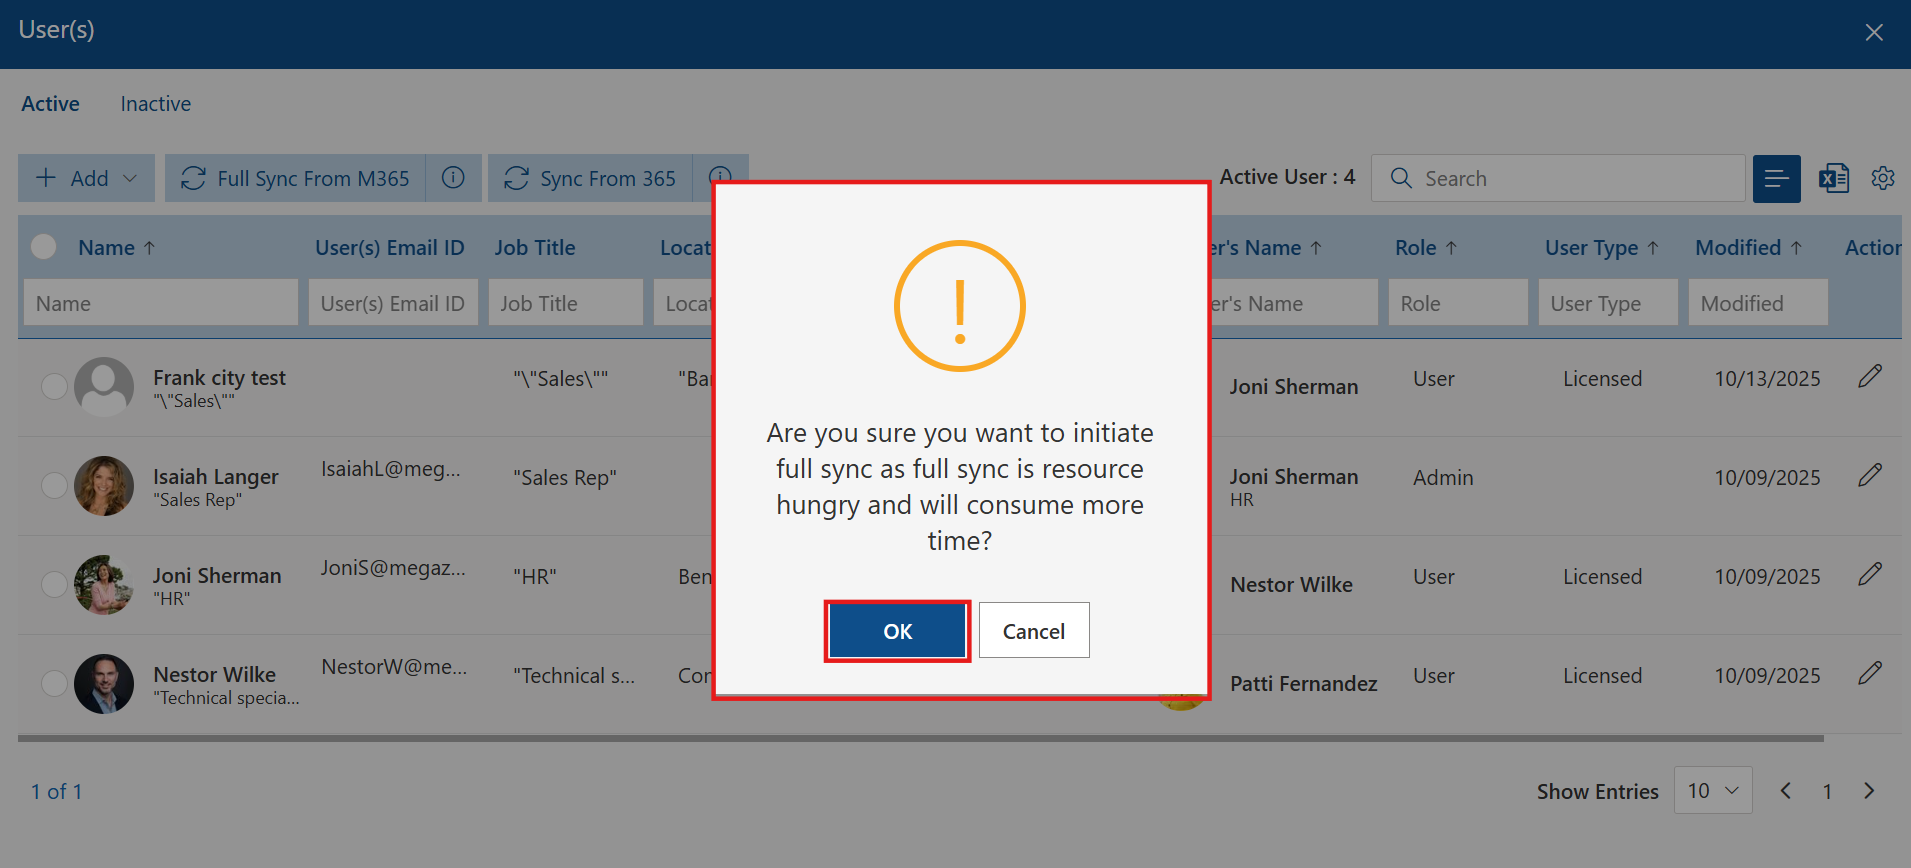 User(s)
Active Inactive
Add Full Sync From M365 Sync From 365 Active User : 4 Search
Name ↑ User(s) Email ID Job Title Locat er's Name ↑ Role ↑ User Type ↑ Modified ↑ Action
Name User(s) Email ID Job Title Locat er's Name Role User Type Modified
Frank city test "\"Sales\"" "Bar Joni Sherman User Licensed 10/13/2025
"\"Sales\""
Isaiah Langer IsaiahL@meg... "Sales Rep" Joni Sherman Admin 10/09/2025
"Sales Rep" HR
Joni Sherman JoniS@megaz... "HR" Ben Nestor Wilke User Licensed 10/09/2025
"HR"
Nestor Wilke NestorW@me... "Technical s... Cor Patti Fernandez User Licensed 10/09/2025
"Technical specia...
Are you sure you want to initiate
full sync as full sync is resource
hungry and will consume more
time?
OK Cancel
1 of 1 Show Entries 10 1